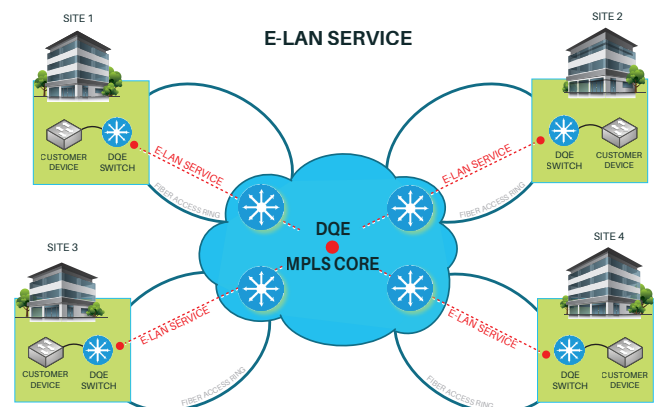 SITE 1
E-LAN SERVICE
SITE 2
CUSTOMER
DEVICE
DQE
SWITCH
E-LAN SERVICE
FIBER ACCESS RING
E-LAN SERVICE
FIBER ACCESS RING
DQE
SWITCH
CUSTOMER
DEVICE
DQE
MPLS CORE
SITE 3
SITE 4
CUSTOMER
DEVICE
DQE
SWITCH
E-LAN SERVICE
FIBER ACCESS RING
E-LAN SERVICE
FIBER ACCESS RING
DQE
SWITCH
CUSTOMER
DEVICE